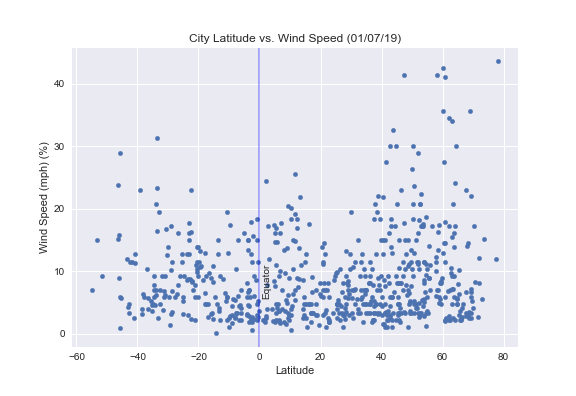 City Latitude vs. Wind Speed (01/07/19)
40
30
20
10
0
Wind Speed (mph) (%)
Equator
−60 −40 −20 0 20 40 60 80
Latitude